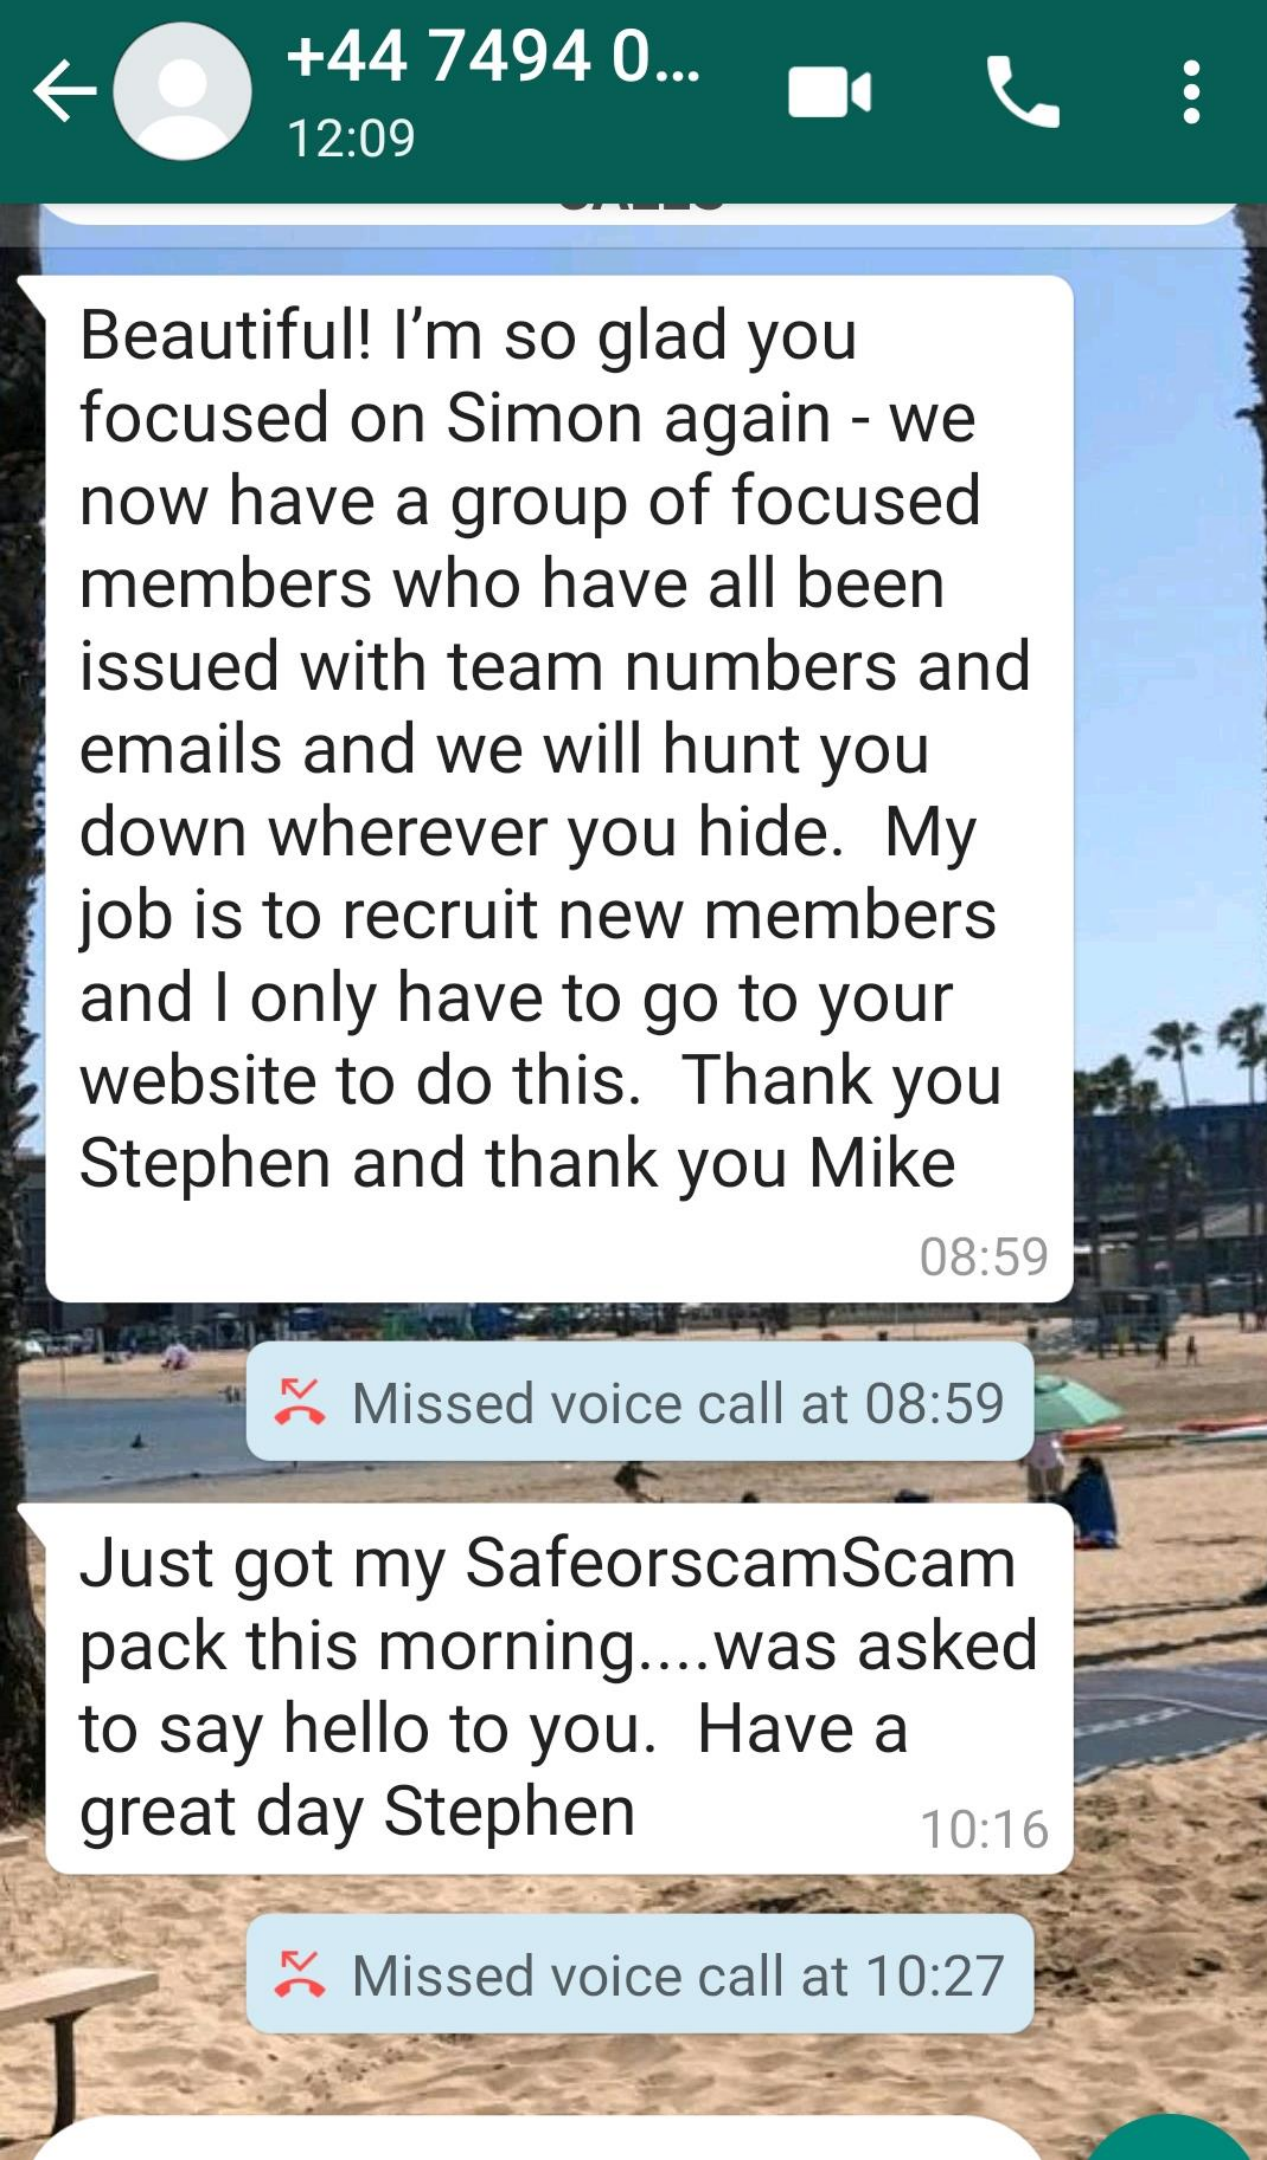 +44 7494 0...
12:09
CALLS
Beautiful! I’m so glad you
focused on Simon again - we
now have a group of focused
members who have all been
issued with team numbers and
emails and we will hunt you
down wherever you hide.  My
job is to recruit new members
and I only have to go to your
website to do this.  Thank you
Stephen and thank you Mike
08:59
Missed voice call at 08:59
Just got my SafeorscamScam
pack this morning....was asked
to say hello to you.  Have a
great day Stephen
10:16
Missed voice call at 10:27